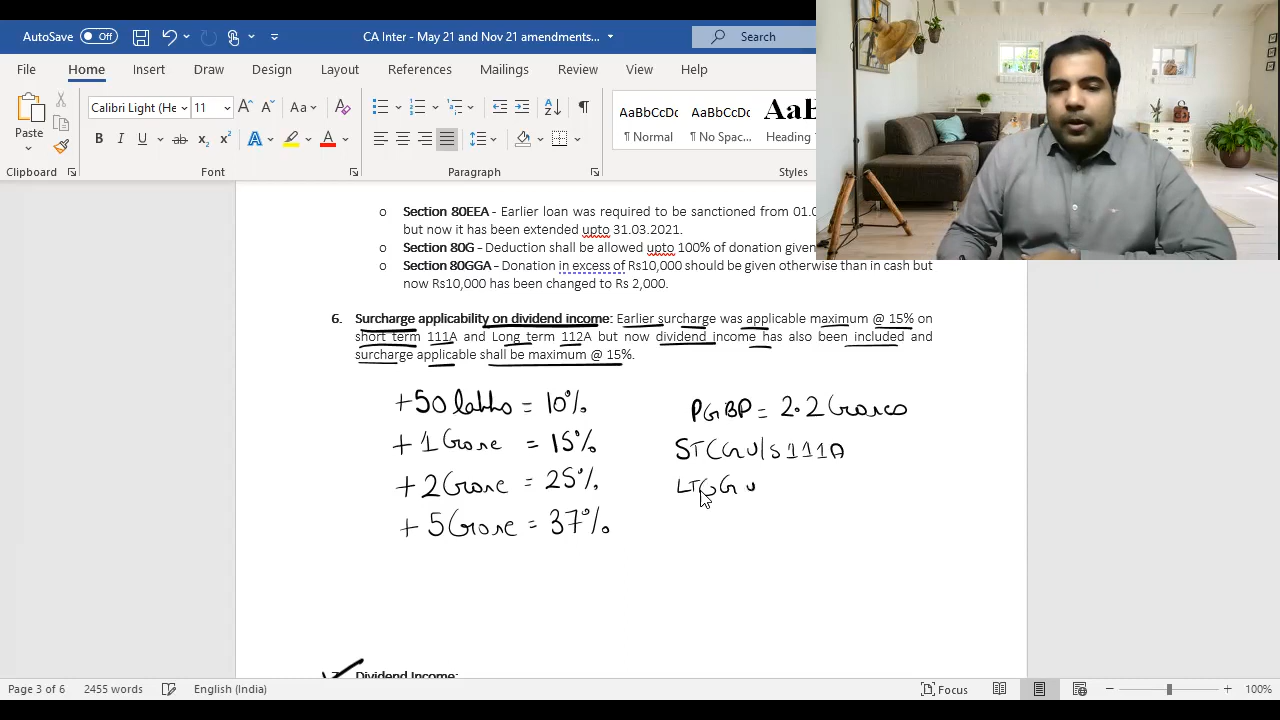 AutoSave Off CA Inter - May 21 and Nov 21 amendments... Search
File Home Insert Draw Design Layout References Mailings Review View Help
Paste
Calibri Light (He 11
AaBbCcDc AaBbCcDc AaB
¶ Normal ¶ No Spac... Heading
Clipboard Font Paragraph
o Section 80EEA - Earlier loan was required to be sanctioned from
but now it has been extended upto 31.03.2021.
o Section 80G – Deduction shall be allowed upto 100% of donation given
o Section 80GGA – Donation in excess of Rs10,000 should be given otherwise than in cash but
now Rs10,000 has been changed to Rs 2,000.
6. Surcharge applicability on dividend income: Earlier surcharge was applicable maximum @ 15% on
short term 111A and Long term 112A but now dividend income has also been included and
surcharge applicable shall be maximum @ 15%.
+50 lakhs = 10%
+ 1 Crore = 15%
+ 2 Crore = 25%
+ 5 Crore = 37%
PGBP = 2.2 Crores
STCG u/s 111A
LTCG u
Dividend Income:
Page 3 of 6 2455 words English (India) Focus 100%